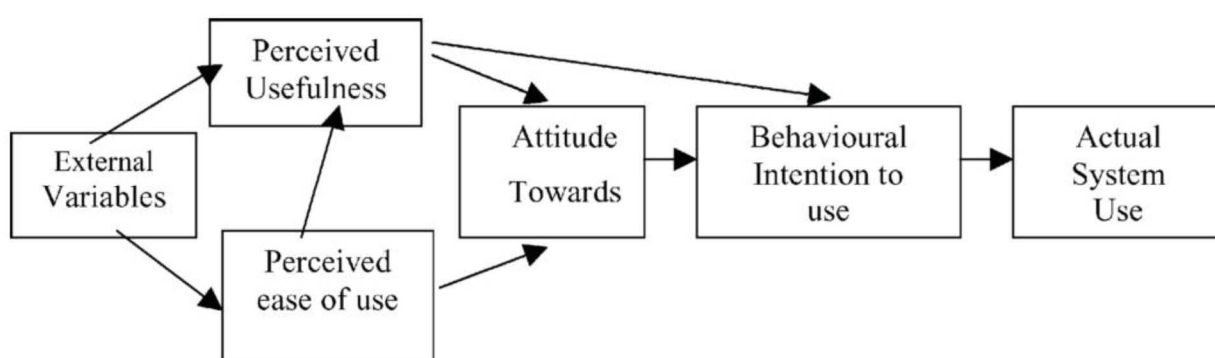 Perceived
Usefulness
External
Variables
Perceived
ease of use
Attitude
Towards
Behavioural
Intention to
use
Actual
System
Use